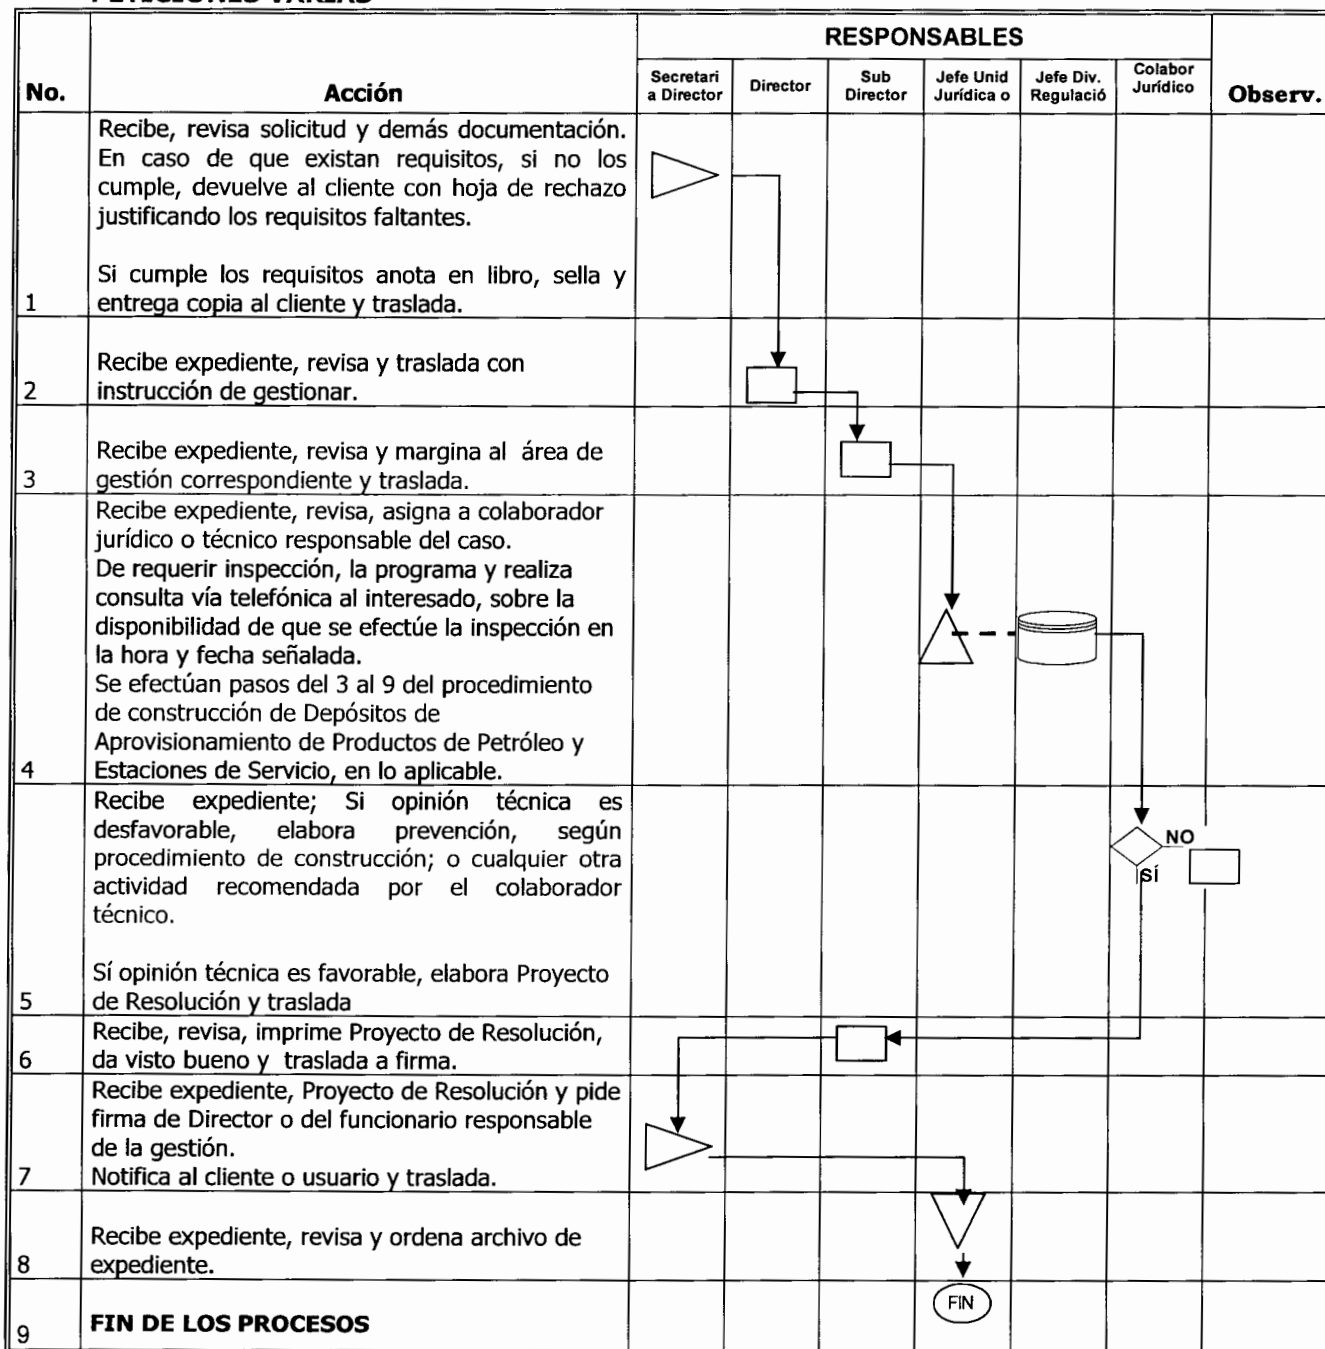 RESPONSABLES
No.
Acción
Secretari
a Director
Director
Sub
Director
Jefe Unid
Jurídica o
Jefe Div.
Regulació
Colabor
Jurídico
Observ.
Recibe, revisa solicitud y demás documentación.
En caso de que existan requisitos, si no los
cumple, devuelve al cliente con hoja de rechazo
justificando los requisitos faltantes.
Si cumple los requisitos anota en libro, sella y
1
entrega copia al cliente y traslada.
Recibe expediente, revisa y traslada con
2
instrucción de gestionar.
Recibe expediente, revisa y margina al área de
3
gestión correspondiente y traslada.
Recibe expediente, revisa, asigna a colaborador
jurídico o técnico responsable del caso.
De requerir inspección, la programa y realiza
consulta vía telefónica al interesado, sobre la
disponibilidad de que se efectúe la inspección en
la hora y fecha señalada.
Se efectúan pasos del 3 al 9 del procedimiento
de construcción de Depósitos de
Aprovisionamiento de Productos de Petróleo y
4
Estaciones de Servicio, en lo aplicable.
Recibe expediente; Si opinión técnica es
desfavorable, elabora prevención, según
procedimiento de construcción; o cualquier otra
actividad recomendada por el colaborador
técnico.
NO
SÍ
Sí opinión técnica es favorable, elabora Proyecto
5
de Resolución y traslada
Recibe, revisa, imprime Proyecto de Resolución,
6
da visto bueno y traslada a firma.
Recibe expediente, Proyecto de Resolución y pide
firma de Director o del funcionario responsable
de la gestión.
7
Notifica al cliente o usuario y traslada.
Recibe expediente, revisa y ordena archivo de
8
expediente.
FIN
9
FIN DE LOS PROCESOS